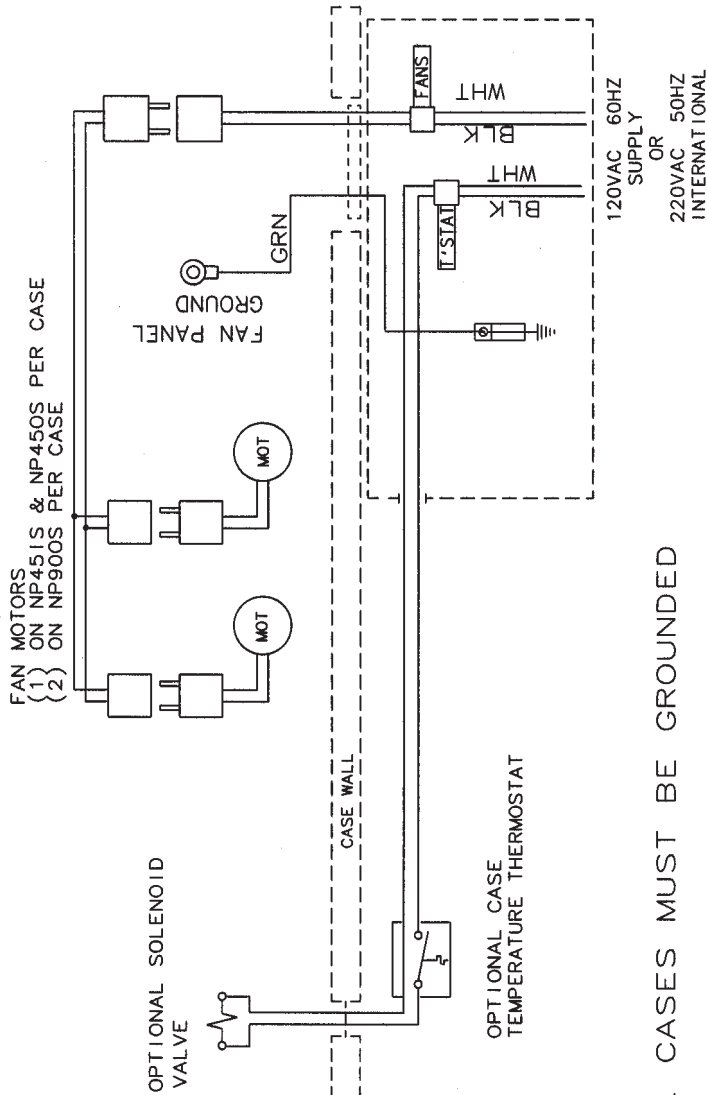 FAN MOTORS
(1) ON NP451S & NP450S PER CASE
(2) ON NP900S PER CASE
OPTIONAL SOLENOID
VALVE
MOT
MOT
FAN PANEL
GROUND
GRN
CASE WALL
OPTIONAL CASE
TEMPERATURE THERMOSTAT
T'STAT
FANS
BLK
WHT
BLK
WHT
120VAC 60HZ
SUPPLY
OR
220VAC 50HZ
INTERNATIONAL
CASES MUST BE GROUNDED